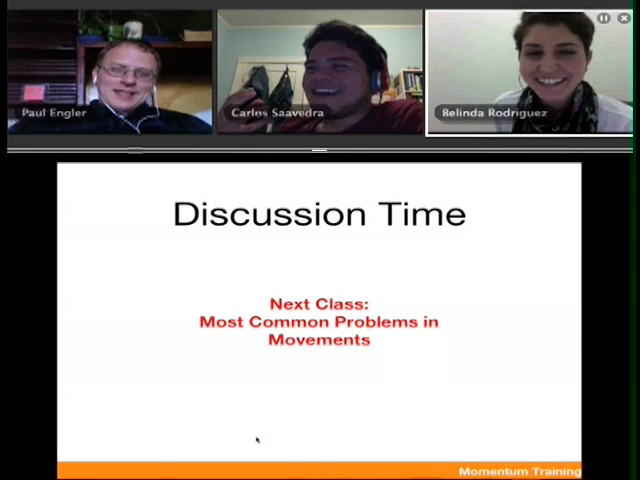 Paul Engler
Carlos Saavedra
Belinda Rodriguez
Discussion Time
Next Class:
Most Common Problems in
Movements
Momentum Training